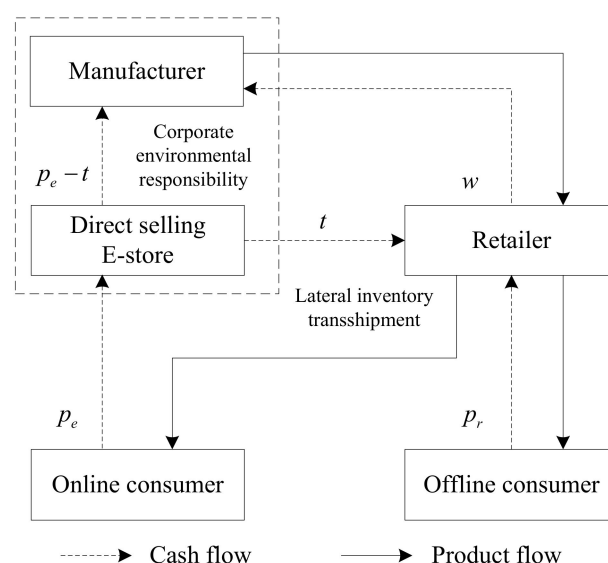 Manufacturer
Corporate
environmental
responsibility
p_e − t
w
Direct selling
E-store
t
Retailer
Lateral inventory
transshipment
p_e
p_r
Online consumer
Offline consumer
Cash flow
Product flow